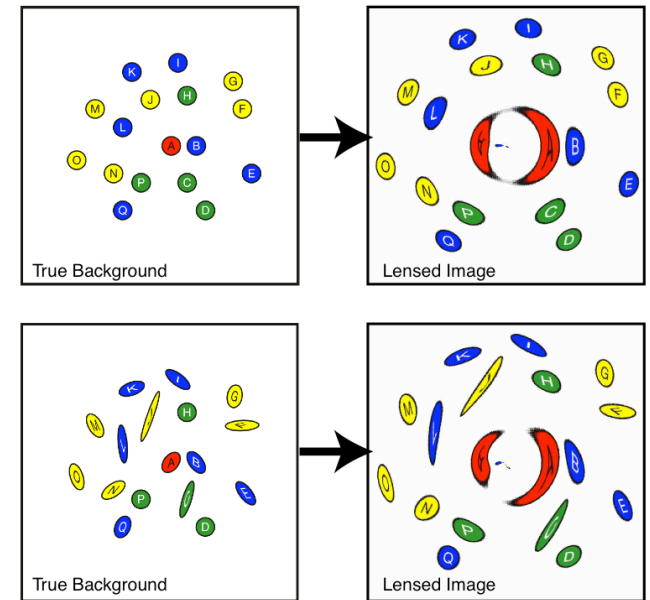 K I
G
J H
M F
L
A B
O
N E
P C
Q D
True Background
I
K
G
J H
M F
L
A B
O
N E
P C
Q D
Lensed Image
I
K
G
H
F
M
A B
O
N E
P
Q D
True Background
I
K
G
H
F
M
A B
O
N E
P
Q D
Lensed Image